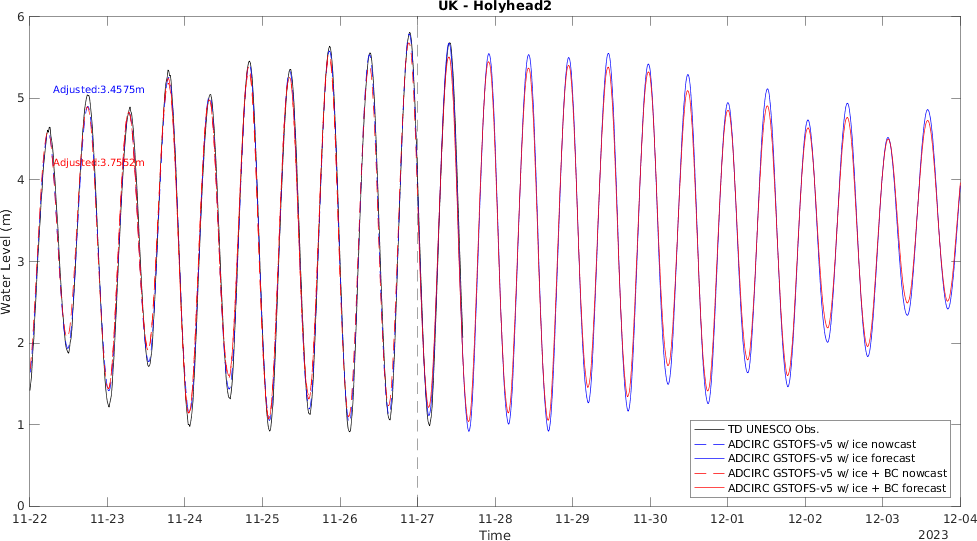 UK - Holyhead2
6
5
4
3
2
1
0
Water Level (m)
Adjusted:3.4575m
Adjusted:3.7552m
TD UNESCO Obs.
ADCIRC GSTOFS-v5 w/ ice nowcast
ADCIRC GSTOFS-v5 w/ ice forecast
ADCIRC GSTOFS-v5 w/ ice + BC nowcast
ADCIRC GSTOFS-v5 w/ ice + BC forecast
11-22 11-23 11-24 11-25 11-26 11-27 11-28 11-29 11-30 12-01 12-02 12-03 12-04
Time
2023